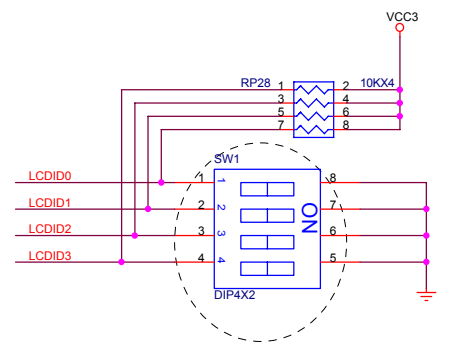 VCC3
RP28 1 2 10KX4
3 4
5 6
7 8
SW1
LCDID0 1 1 8
LCDID1 2 2 7
LCDID2 3 3 6
LCDID3 4 4 5
ON
DIP4X2